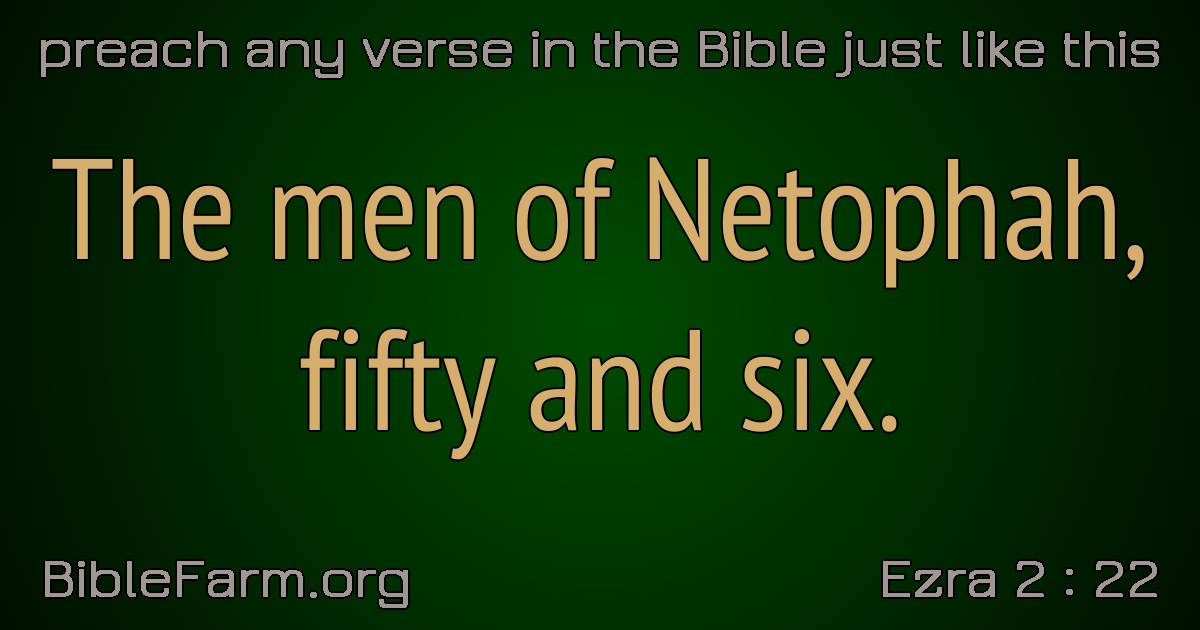 preach any verse in the Bible just like this
The men of Netophah,
fifty and six.
BibleFarm.org
Ezra 2 : 22